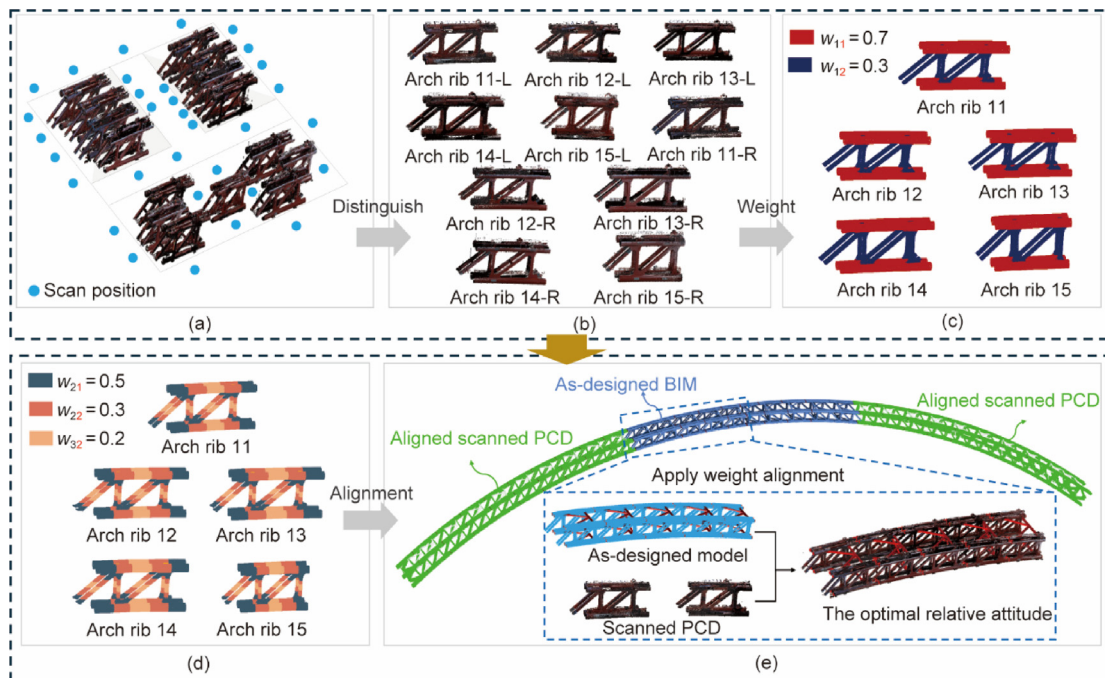 Scan position
(a)
Distinguish
Arch rib 11-L Arch rib 12-L Arch rib 13-L
Arch rib 14-L Arch rib 15-L Arch rib 11-R
Arch rib 12-R Arch rib 13-R
Arch rib 14-R Arch rib 15-R
(b)
Weight
w11 = 0.7
w12 = 0.3
Arch rib 11
Arch rib 12 Arch rib 13
Arch rib 14 Arch rib 15
(c)
w21 = 0.5
w22 = 0.3
w32 = 0.2
Arch rib 11
Arch rib 12 Arch rib 13
Arch rib 14 Arch rib 15
(d)
Alignment
As-designed BIM
Aligned scanned PCD
Aligned scanned PCD
Apply weight alignment
As-designed model
Scanned PCD
The optimal relative attitude
(e)